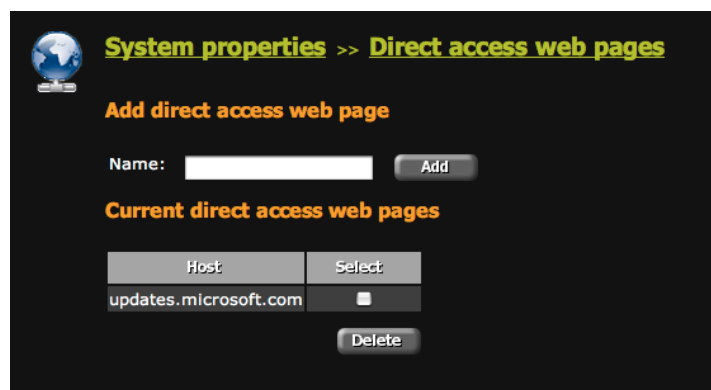 System properties >> Direct access web pages
Add direct access web page
Name: Add
Current direct access web pages
Host Select
updates.microsoft.com
Delete